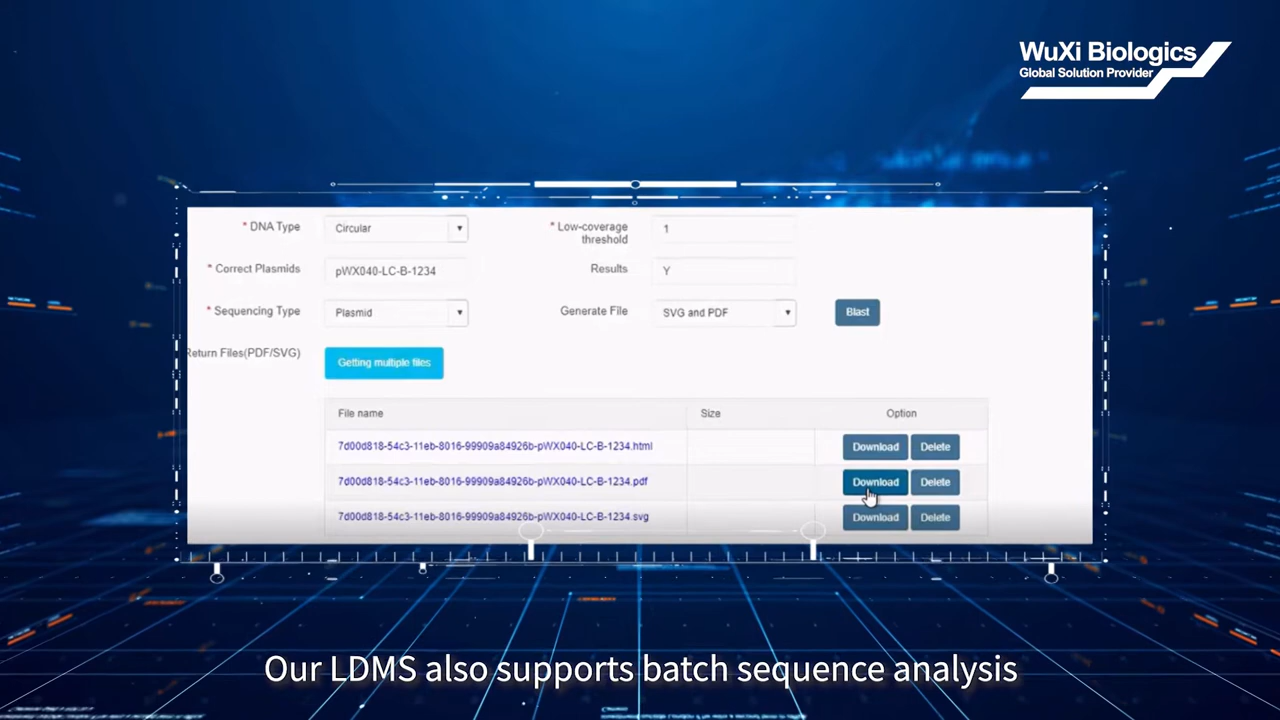 WuXi Biologics
Global Solution Provider
* DNA Type Circular * Low-coverage threshold 1
* Correct Plasmids pWX040-LC-B-1234 Results Y
* Sequencing Type Plasmid Generate File SVG and PDF Blast
Return Files(PDF/SVG) Getting multiple files
File name Size Option
7d00d818-54c3-11eb-8016-99909a84926b-pWX040-LC-B-1234.html Download Delete
7d00d818-54c3-11eb-8016-99909a84926b-pWX040-LC-B-1234.pdf Download Delete
7d00d818-54c3-11eb-8016-99909a84926b-pWX040-LC-B-1234.svg Download Delete
Our LDMS also supports batch sequence analysis